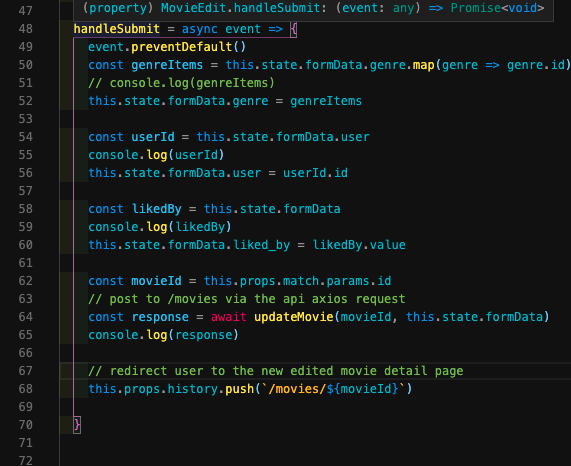 (property) MovieEdit.handleSubmit: (event: any) => Promise<void>
47
48 handleSubmit = async event => {
49 event.preventDefault()
50 const genreItems = this.state.formData.genre.map(genre => genre.id)
51 // console.log(genreItems)
52 this.state.formData.genre = genreItems
53
54 const userId = this.state.formData.user
55 console.log(userId)
56 this.state.formData.user = userId.id
57
58 const likedBy = this.state.formData
59 console.log(likedBy)
60 this.state.formData.liked_by = likedBy.value
61
62 const movieId = this.props.match.params.id
63 // post to /movies via the api axios request
64 const response = await updateMovie(movieId, this.state.formData)
65 console.log(response)
66
67 // redirect user to the new edited movie detail page
68 this.props.history.push(`/movies/${movieId}`)
69
70 }
71
72